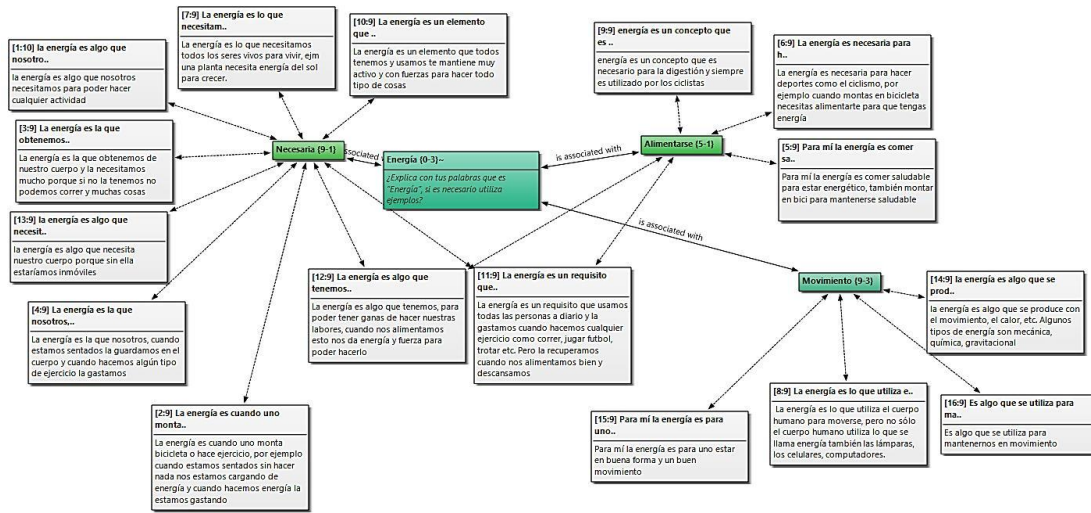 [7:9] La energía es lo que
necesitam..
La energía es lo que necesitamos
todos los seres vivos para vivir, ejm
una planta necesita energía del sol
para crecer.
[10:9] La energía es un elemento
que ..
La energía es un elemento que todos
tenemos y usamos te mantiene muy
activo y con fuerzas para hacer todo
tipo de cosas
[9:9] energía es un concepto que
es ..
energía es un concepto que es
necesario para la digestión y siempre
es utilizado por los ciclistas
[6:9] La energía es necesaria para
h..
La energía es necesaria para hacer
deportes como el ciclismo, por
ejemplo cuando montas en bicicleta
necesitas alimentarte para que tengas
energía
[1:10] la energía es algo que
nosotro..
la energía es algo que nosotros
necesitamos para poder hacer
cualquier actividad
[3:9] La energía es la que
obtenemos..
La energía es la que obtenemos de
nuestro cuerpo y la necesitamos
mucho porque si no la tenemos no
podemos correr y muchas cosas
Necesaria {9-1}
associated
Energía {0-3}~
¿Explica con tus palabras que es
"Energía", si es necesario utiliza
ejemplos?
is associated with
Alimentarse {5-1}
[5:9] Para mí la energía es comer
sa..
Para mí la energía es comer saludable
para estar energético, también montar
en bici para mantenerse saludable
is associated with
[13:9] la energía es algo que
necesit..
la energía es algo que necesita
nuestro cuerpo porque sin ella
estaríamos inmóviles
[12:9] La energía es algo que
tenemos..
La energía es algo que tenemos, para
poder tener ganas de hacer nuestras
labores, cuando nos alimentamos
esto nos da energía y fuerza para
poder hacerlo
[11:9] La energía es un requisito
que..
La energía es un requisito que usamos
todas las personas a diario y la
gastamos cuando hacemos cualquier
ejercicio como correr, jugar futbol,
trotar etc. Pero la recuperamos
cuando nos alimentamos bien y
descansamos
Movimiento {9-3}
[14:9] la energía es algo que se
prod..
la energía es algo que se produce con
el movimiento, el calor, etc. Algunos
tipos de energía son mecánica,
química, gravitacional
[4:9] La energía es la que
nosotros,..
La energía es la que nosotros, cuando
estamos sentados la guardamos en el
cuerpo y cuando hacemos algún tipo
de ejercicio la gastamos
[2:9] La energía es cuando uno
monta..
La energía es cuando uno monta
bicicleta o hace ejercicio, por ejemplo
cuando estamos sentados sin hacer
nada nos estamos cargando de
energía y cuando hacemos energía la
estamos gastando
[15:9] Para mí la energía es para
uno..
Para mí la energía es para uno estar
en buena forma y un buen
movimiento
[8:9] La energía es lo que utiliza e..
La energía es lo que utiliza el cuerpo
humano para moverse, pero no sólo
el cuerpo humano utiliza lo que se
llama energía también las lámparas,
los celulares, computadores.
[16:9] Es algo que se utiliza para
ma..
Es algo que se utiliza para
mantenernos en movimiento